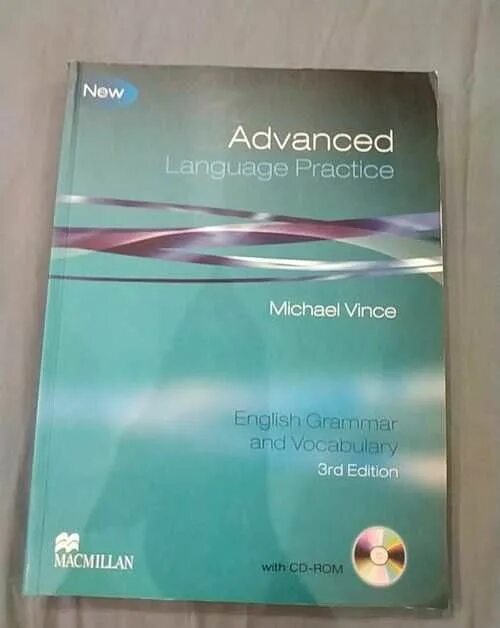 New
Advanced
Language Practice
Michael Vince
English Grammar
and Vocabulary
3rd Edition
MACMILLAN
with CD-ROM